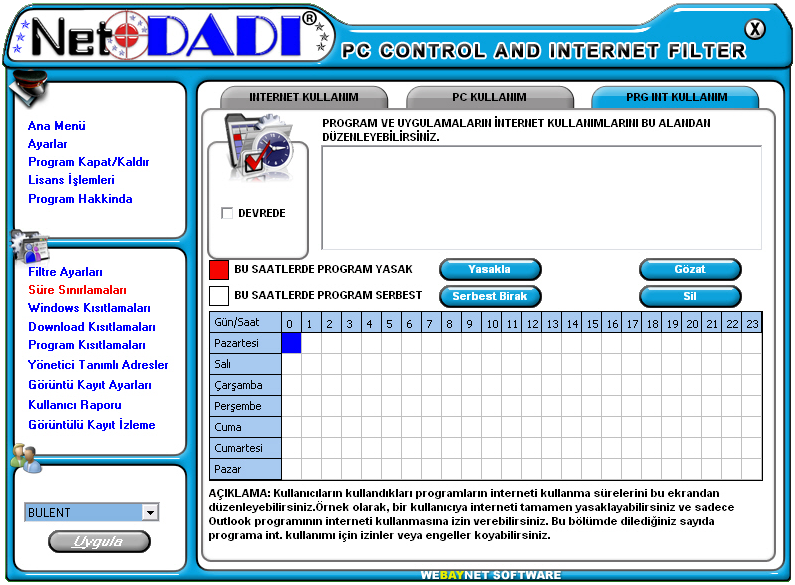 NetDADI®
PC CONTROL AND INTERNET FILTER
X
Ana Menü
Ayarlar
Program Kapat/Kaldır
Lisans İşlemleri
Program Hakkinda
Filtre Ayarları
Süre Sınırlamaları
Windows Kısıtlamaları
Download Kısıtlamaları
Program Kısıtlamaları
Yönetici Tanımlı Adresler
Görüntü Kayıt Ayarları
Kullanıcı Raporu
Görüntülü Kayıt İzleme
BULENT
Uygula
INTERNET KULLANIM
PC KULLANIM
PRG INT KULLANIM
PROGRAM VE UYGULAMALARIN İNTERNET KULLANIMLARINI BU ALANDAN
DÜZENLEYEBİLİRSİNİZ.
DEVREDE
BU SAATLERDE PROGRAM YASAK
Yasakla
Gözat
BU SAATLERDE PROGRAM SERBEST
Serbest Birak
Sil
Gün/Saat 0 1 2 3 4 5 6 7 8 9 10 11 12 13 14 15 16 17 18 19 20 21 22 23
Pazartesi
Salı
Çarşamba
Perşembe
Cuma
Cumartesi
Pazar
AÇIKLAMA: Kullanıcıların kullandıkları programların interneti kullanma sürelerini bu ekrandan
düzenleyebilirsiniz.Örnek olarak, bir kullanıcıya interneti tamamen yasaklayabilirsiniz ve sadece
Outlook programının interneti kullanmasına izin verebilirsiniz. Bu bölümde dilediğiniz sayıda
programa int. kullanımı için izinler veya engeller koyabilirsiniz.
WEBAYNET SOFTWARE